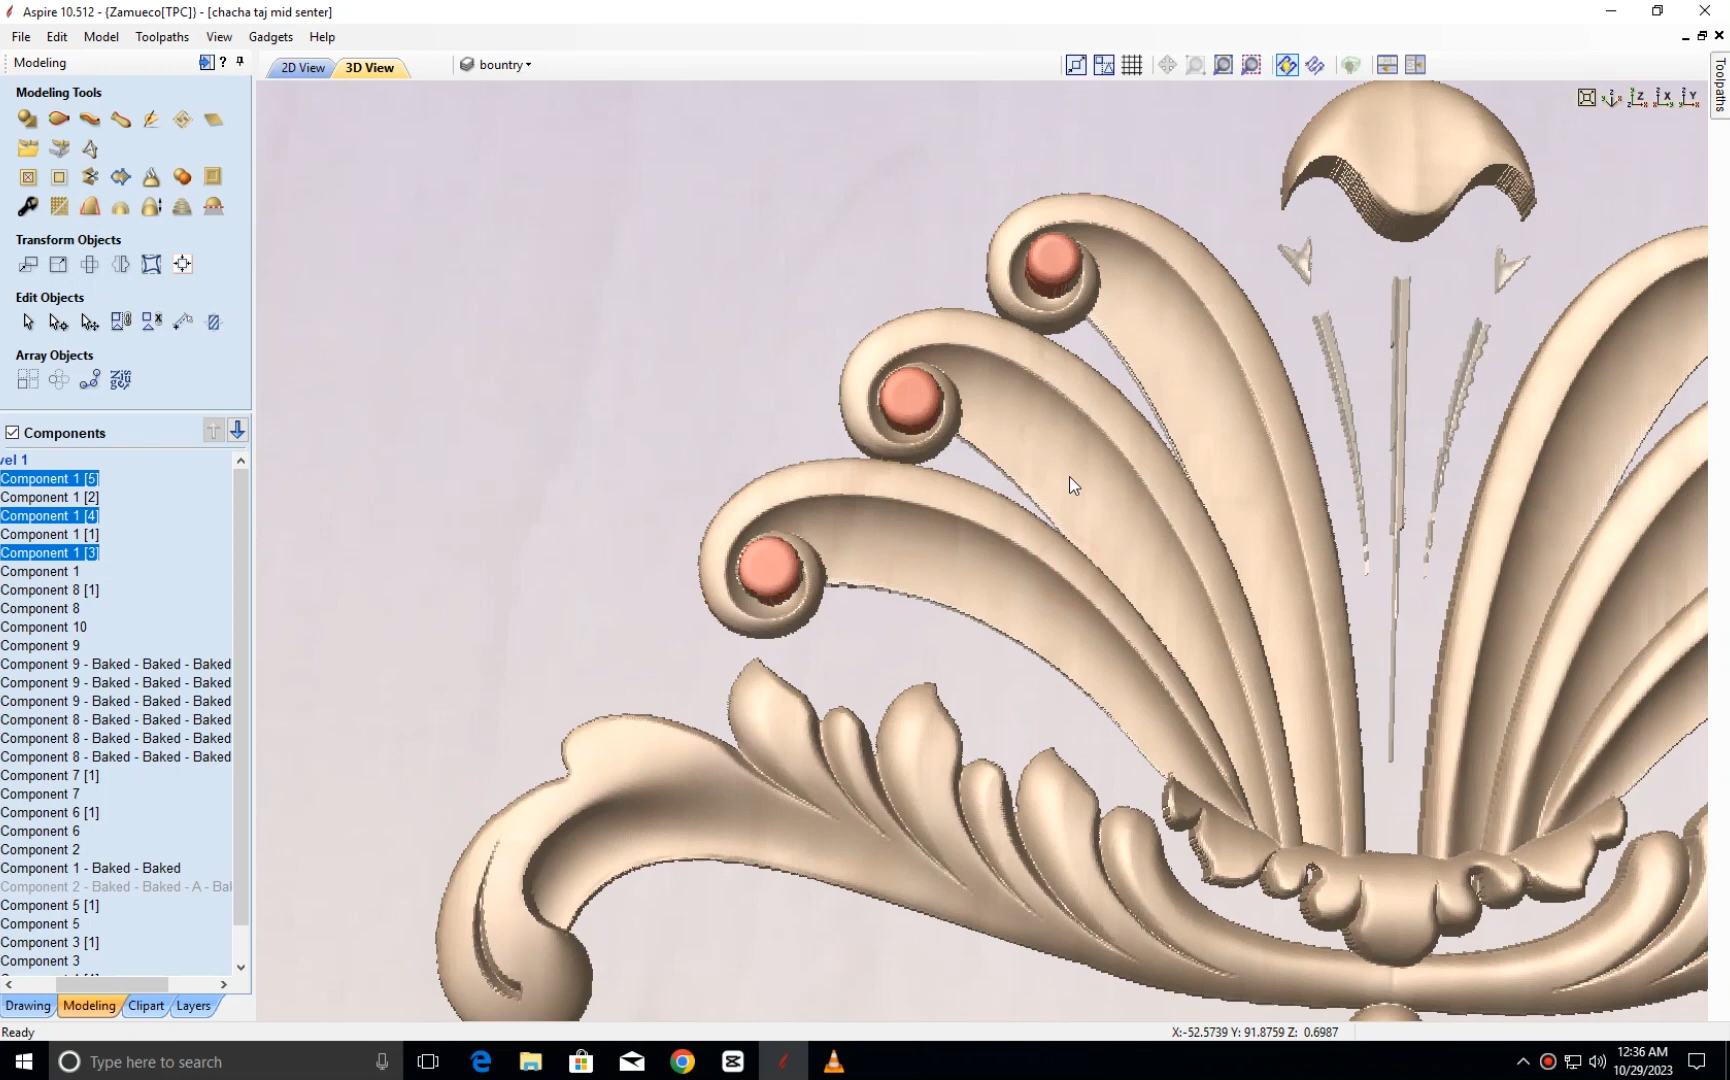 Aspire 10.512 - {Zamueco[TPC]} - [chacha taj mid senter]
File Edit Model Toolpaths View Gadgets Help
Modeling ?
2D View 3D View bountry
Toolpaths
Modeling Tools
Transform Objects
Edit Objects
Array Objects
Components
vel 1
Component 1 [5]
Component 1 [2]
Component 1 [4]
Component 1 [1]
Component 1 [3]
Component 1
Component 8 [1]
Component 8
Component 10
Component 9
Component 9 - Baked - Baked - Baked
Component 9 - Baked - Baked - Baked
Component 9 - Baked - Baked - Baked
Component 8 - Baked - Baked - Baked
Component 8 - Baked - Baked - Baked
Component 8 - Baked - Baked - Baked
Component 7 [1]
Component 7
Component 6 [1]
Component 6
Component 2
Component 1 - Baked - Baked
Component 2 - Baked - Baked - A - Bal
Component 5 [1]
Component 5
Component 3 [1]
Component 3
Drawing Modeling Clipart Layers
Ready
X:-52.5739 Y: 91.8759 Z: 0.6987
Type here to search
12:36 AM
10/29/2023